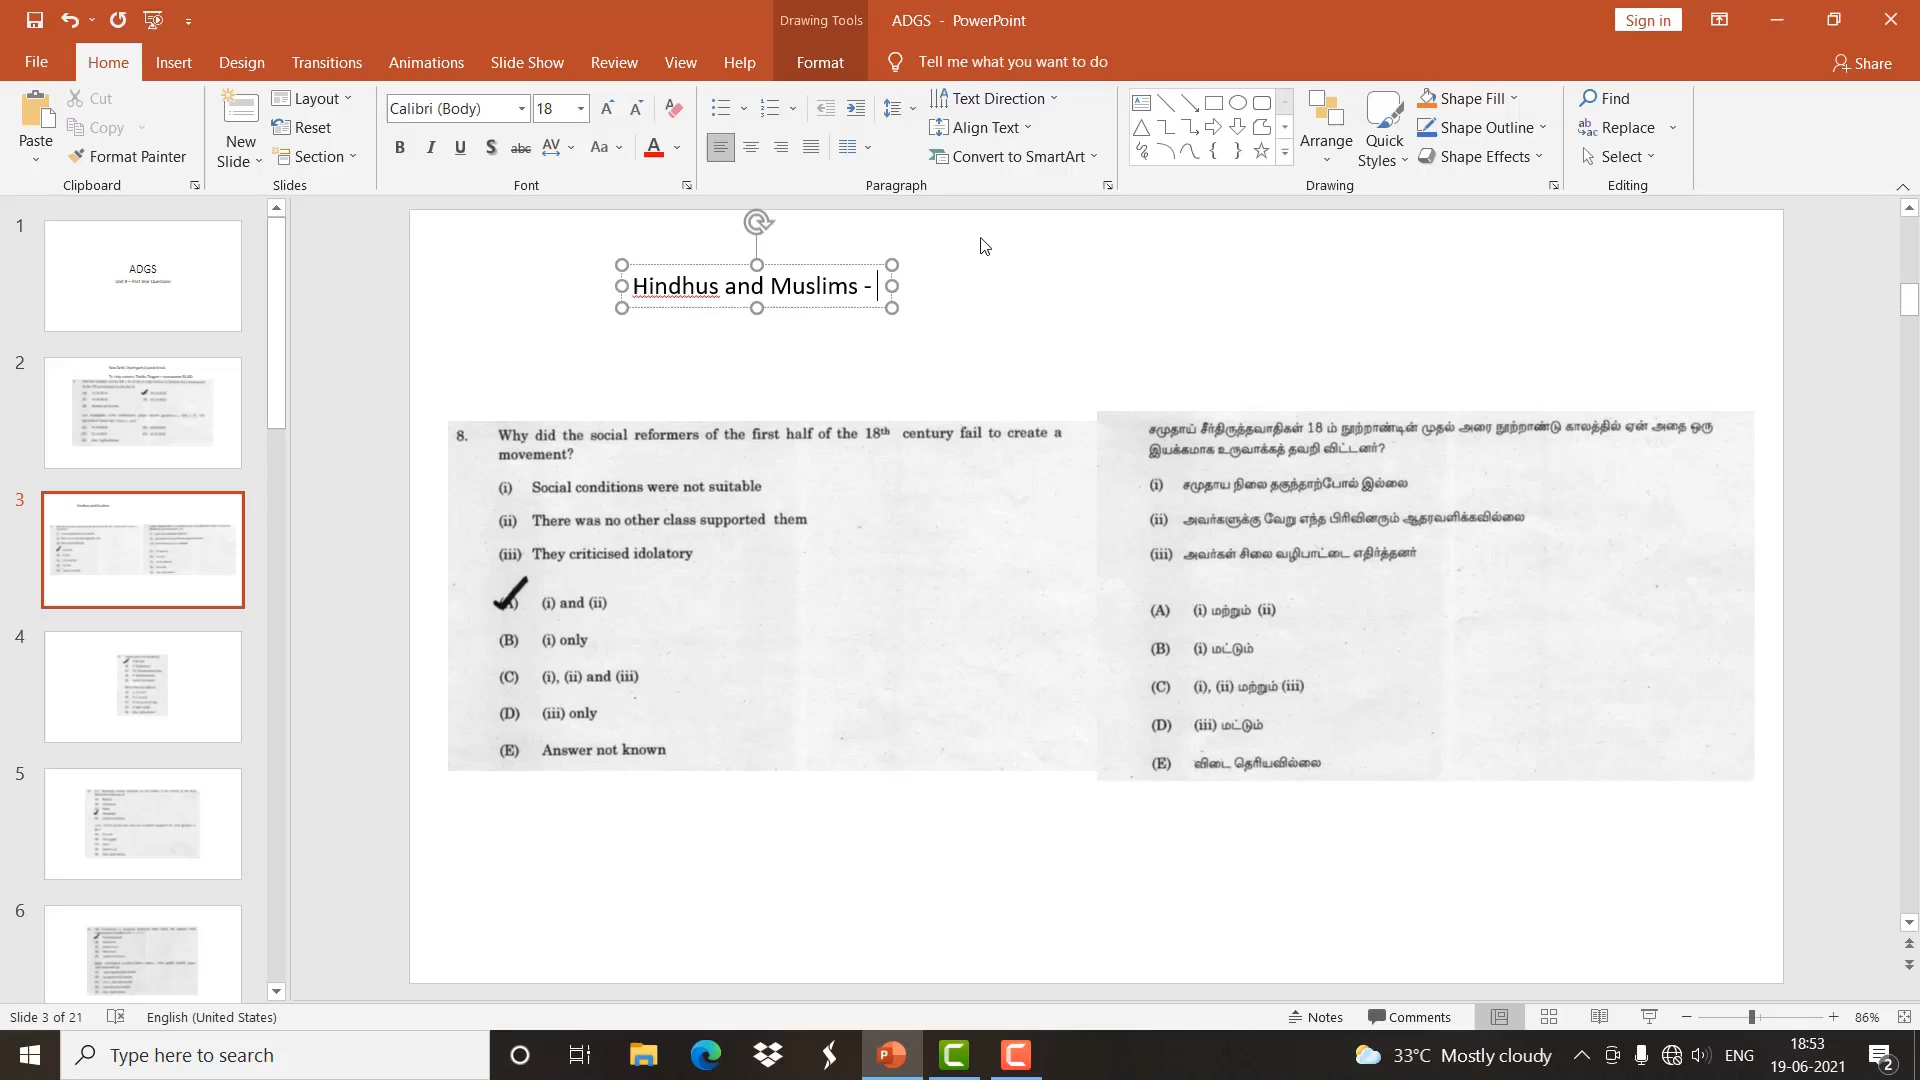 Drawing Tools
ADGS - PowerPoint
Sign in
File
Home
Insert
Design
Transitions
Animations
Slide Show
Review
View
Help
Format
Tell me what you want to do
Share
Paste
Cut
Copy
Format Painter
Clipboard
New Slide
Layout
Reset
Section
Slides
Calibri (Body)
18
Font
Text Direction
Align Text
Convert to SmartArt
Paragraph
Arrange
Quick Styles
Shape Fill
Shape Outline
Shape Effects
Drawing
Find
Replace
Select
Editing
1
ADGS
2
3
4
5
6
Hindhus and Muslims -
8. Why did the social reformers of the first half of the 18th century fail to create a
movement?
(i) Social conditions were not suitable
(ii) There was no other class supported them
(iii) They criticised idolatory
(A) (i) and (ii)
(B) (i) only
(C) (i), (ii) and (iii)
(D) (iii) only
(E) Answer not known
சமுதாய சீர்திருத்தவாதிகள் 18 ம் நூற்றாண்டின் முதல் அரை நூற்றாண்டு காலத்தில் ஏன் அதை ஒரு
இயக்கமாக உருவாக்கத் தவறி விட்டனர்?
(i) சமுதாய நிலை தகுந்தாற்போல் இல்லை
(ii) அவர்களுக்கு வேறு எந்த பிரிவினரும் ஆதரவளிக்கவில்லை
(iii) அவர்கள் சிலை வழிபாட்டை எதிர்த்தனர்
(A) (i) மற்றும் (ii)
(B) (i) மட்டும்
(C) (i), (ii) மற்றும் (iii)
(D) (iii) மட்டும்
(E) விடை தெரியவில்லை
Slide 3 of 21
English (United States)
Notes
Comments
86%
Type here to search
33°C Mostly cloudy
ENG
18:53
19-06-2021
2